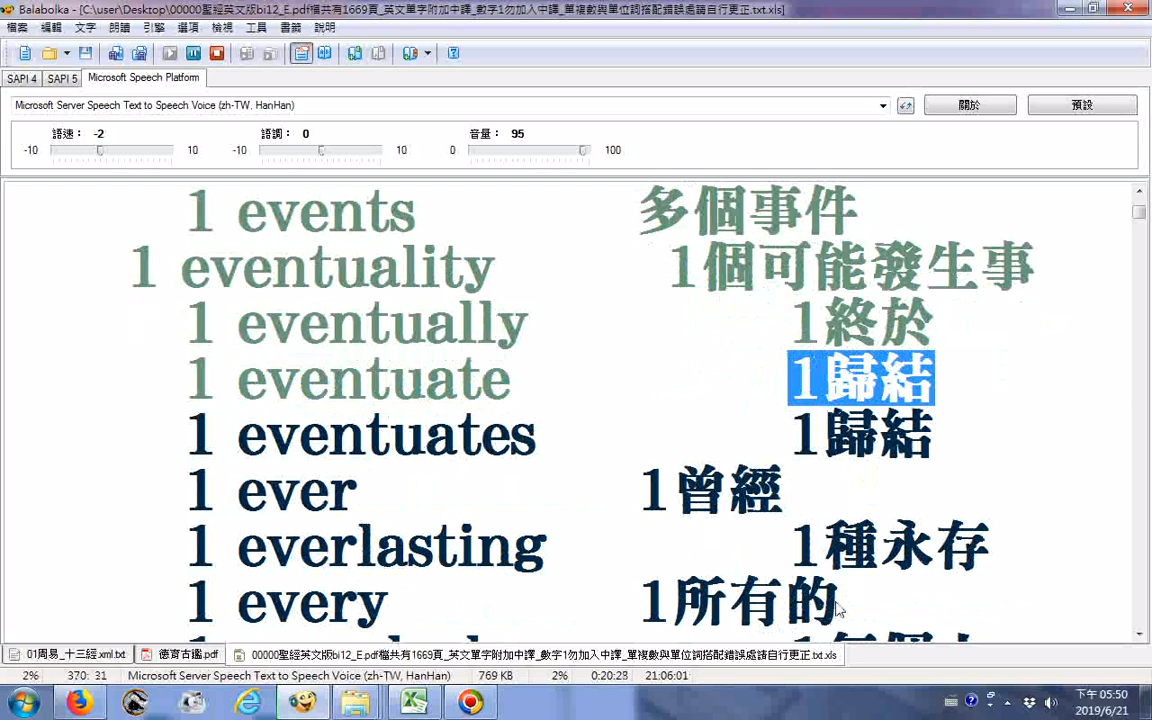 Balabolka - [C:\user\Desktop\00000聖經英文版bi12_E.pdf檔共有1669頁_英文單字附加中譯_數字1勿加入中譯_單複數與單位詞搭配錯誤處請自行更正.txt.xls]
檔案 編輯 文字 朗讀 引擎 選項 檢視 工具 書籤 說明
SAPI 4 SAPI 5 Microsoft Speech Platform
Microsoft Server Speech Text to Speech Voice (zh-TW, HanHan) 關於 預設
語速： -2 語調： 0 音量： 95
-10 10 -10 10 0 100
1 events 多個事件
1 eventuality 1個可能發生事
1 eventually 1終於
1 eventuate 1歸結
1 eventuates 1歸結
1 ever 1曾經
1 everlasting 1種永存
1 every 1所有的
01周易_十三經.xml.txt 德育古鑑.pdf 00000聖經英文版bi12_E.pdf檔共有1669頁_英文單字附加中譯_數字1勿加入中譯_單複數與單位詞搭配錯誤處請自行更正.txt.xls
2% 370: 31 Microsoft Server Speech Text to Speech Voice (zh-TW, HanHan) 769 KB 2% 0:20:23 21:06:01
下午 05:50
2019/6/21